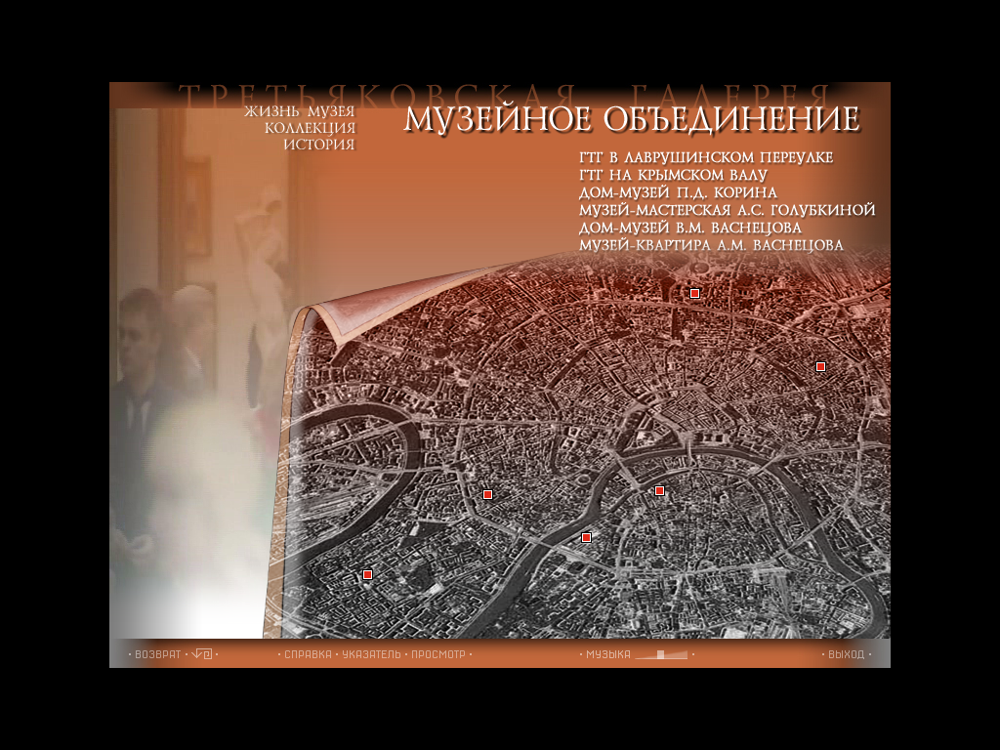 ТРЕТЬЯКОВСКАЯ ГАЛЕРЕЯ
ЖИЗНЬ МУЗЕЯ
КОЛЛЕКЦИЯ
ИСТОРИЯ
МУЗЕЙНОЕ ОБЪЕДИНЕНИЕ
ГТГ В ЛАВРУШИНСКОМ ПЕРЕУЛКЕ
ГТГ НА КРЫМСКОМ ВАЛУ
ДОМ-МУЗЕЙ П.Д. КОРИНА
МУЗЕЙ-МАСТЕРСКАЯ А.С. ГОЛУБКИНОЙ
ДОМ-МУЗЕЙ В.М. ВАСНЕЦОВА
МУЗЕЙ-КВАРТИРА А.М. ВАСНЕЦОВА
· ВОЗВРАТ · · · СПРАВКА · УКАЗАТЕЛЬ · ПРОСМОТР · · МУЗЫКА · · ВЫХОД ·